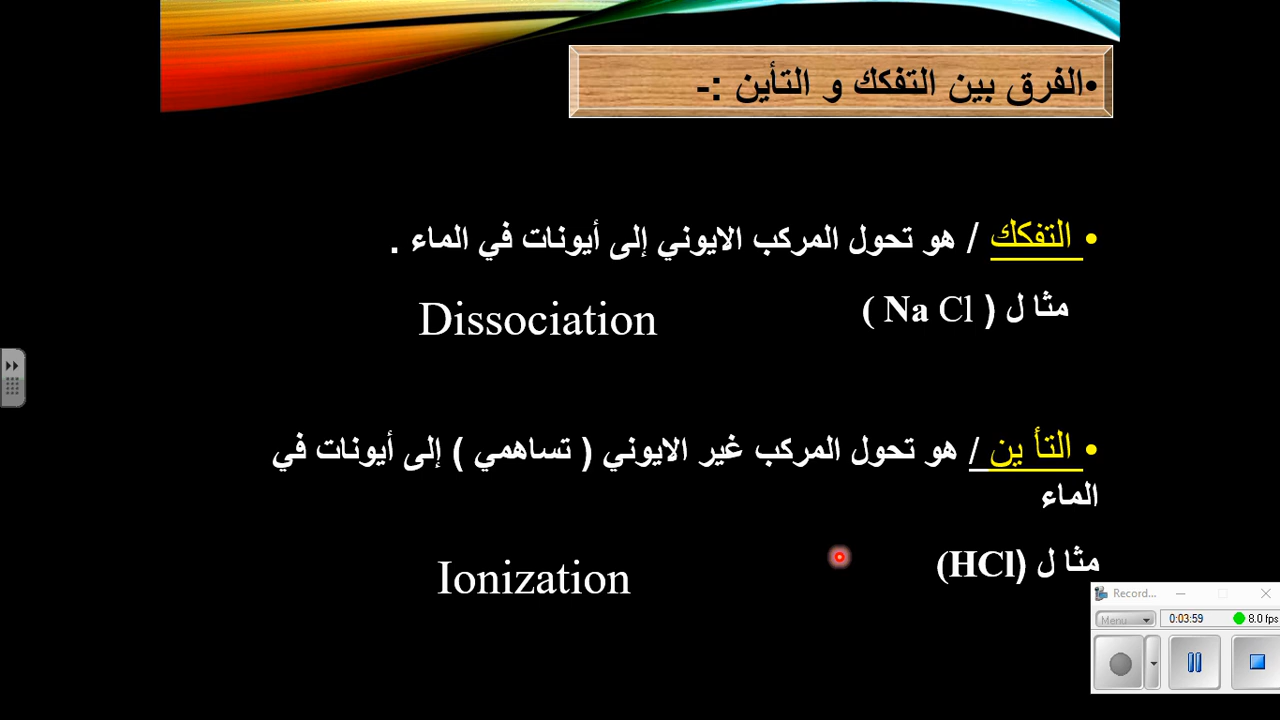 •الفرق بين التفكك و التأين :-
• التفكك / هو تحول المركب الايوني إلى أيونات في الماء .
مثا ل ( Na Cl )
Dissociation
• التأ ين / هو تحول المركب غير الايوني ( تساهمي ) إلى أيونات في
الماء
مثا ل (HCl)
Ionization
Record...
Menu
0:03:59
8.0 fps